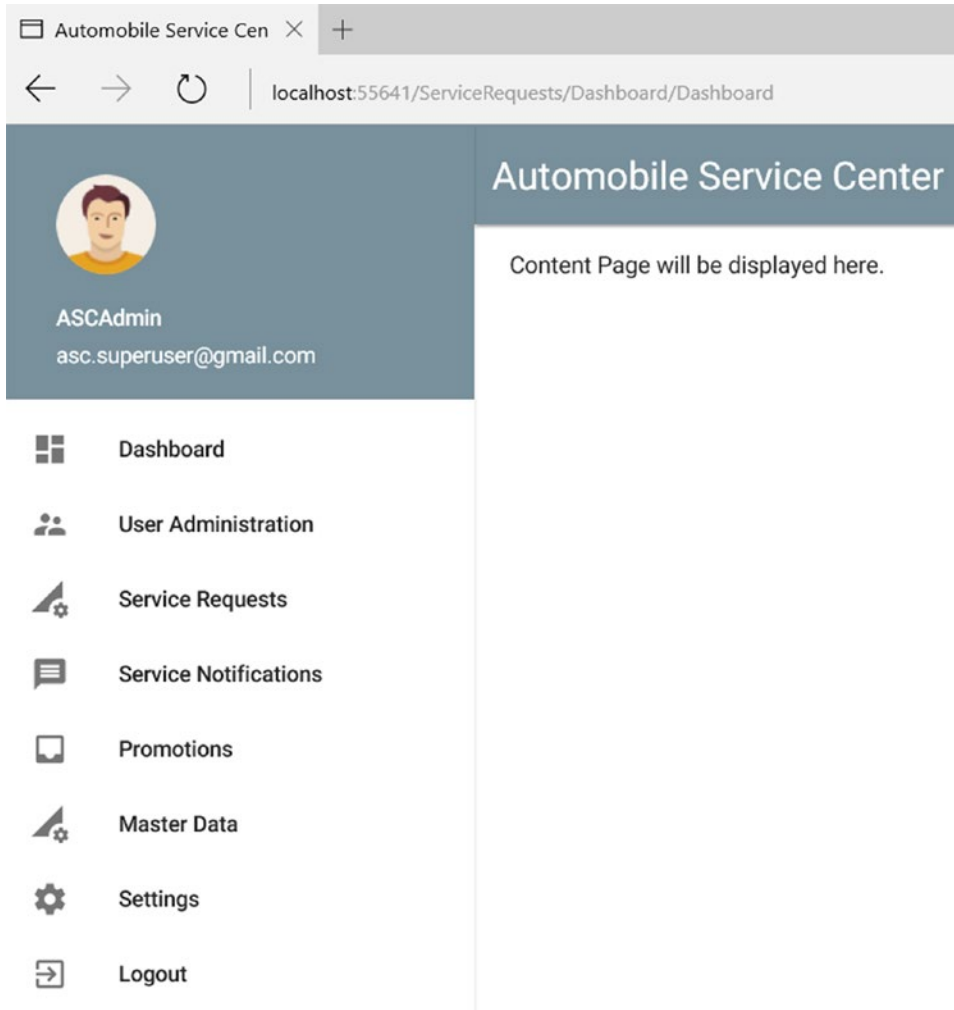 Automobile Service Cen
localhost:55641/ServiceRequests/Dashboard/Dashboard
Automobile Service Center
Content Page will be displayed here.
ASCAdmin
asc.superuser@gmail.com
Dashboard
User Administration
Service Requests
Service Notifications
Promotions
Master Data
Settings
Logout